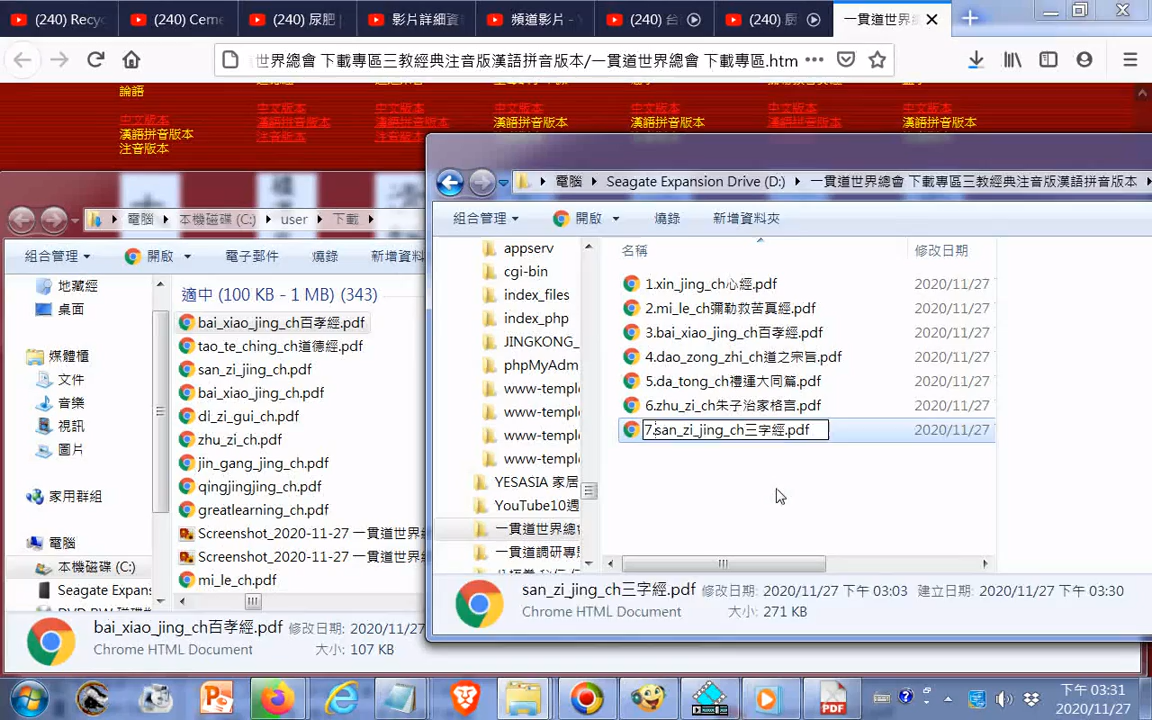 (240) Recy
(240) Ceme
(240) 尿肥
影片詳細資
頻道影片 - Y
(240) 台
(240) 厨
一貫道世界
世界總會 下載專區三教經典注音版漢語拼音版本/一貫道世界總會 下載專區.htm
論語
中文版本
漢語拼音版本
注音版本
中文版本
漢語拼音版本
注音版本
中文版本
漢語拼音版本
注音版本
中文版本
漢語拼音版本
中文版本
漢語拼音版本
中文版本
漢語拼音版本
中文版本
漢語拼音版本
電腦
本機磁碟 (C:)
user
下載
組合管理
開啟
電子郵件
燒錄
新增資料
地藏經
桌面
媒體櫃
文件
音樂
視訊
圖片
家用群組
電腦
本機磁碟 (C:)
Seagate Expans
適中 (100 KB - 1 MB) (343)
bai_xiao_jing_ch百孝經.pdf
tao_te_ching_ch道德經.pdf
san_zi_jing_ch.pdf
bai_xiao_jing_ch.pdf
di_zi_gui_ch.pdf
zhu_zi_ch.pdf
jin_gang_jing_ch.pdf
qingjingjing_ch.pdf
greatlearning_ch.pdf
Screenshot_2020-11-27 一貫道世界總
Screenshot_2020-11-27 一貫道世界總
mi_le_ch.pdf
bai_xiao_jing_ch百孝經.pdf
修改日期: 2020/11/27
Chrome HTML Document
大小: 107 KB
電腦
Seagate Expansion Drive (D:)
一貫道世界總會 下載專區三教經典注音版漢語拼音版本
組合管理
開啟
燒錄
新增資料夾
appserv
cgi-bin
index_files
index_php
JINGKONG_
phpMyAdm
www-templ
www-templ
www-templ
www-templ
YESASIA 家居
YouTube10週
一貫道世界總會
一貫道調研專題
名稱
修改日期
1.xin_jing_ch心經.pdf
2020/11/27
2.mi_le_ch彌勒救苦真經.pdf
2020/11/27
3.bai_xiao_jing_ch百孝經.pdf
2020/11/27
4.dao_zong_zhi_ch道之宗旨.pdf
2020/11/27
5.da_tong_ch禮運大同篇.pdf
2020/11/27
6.zhu_zi_ch朱子治家格言.pdf
2020/11/27
7.san_zi_jing_ch三字經.pdf
2020/11/27
san_zi_jing_ch三字經.pdf
修改日期: 2020/11/27 下午 03:03
建立日期: 2020/11/27 下午 03:30
Chrome HTML Document
大小: 271 KB
下午 03:31
2020/11/27